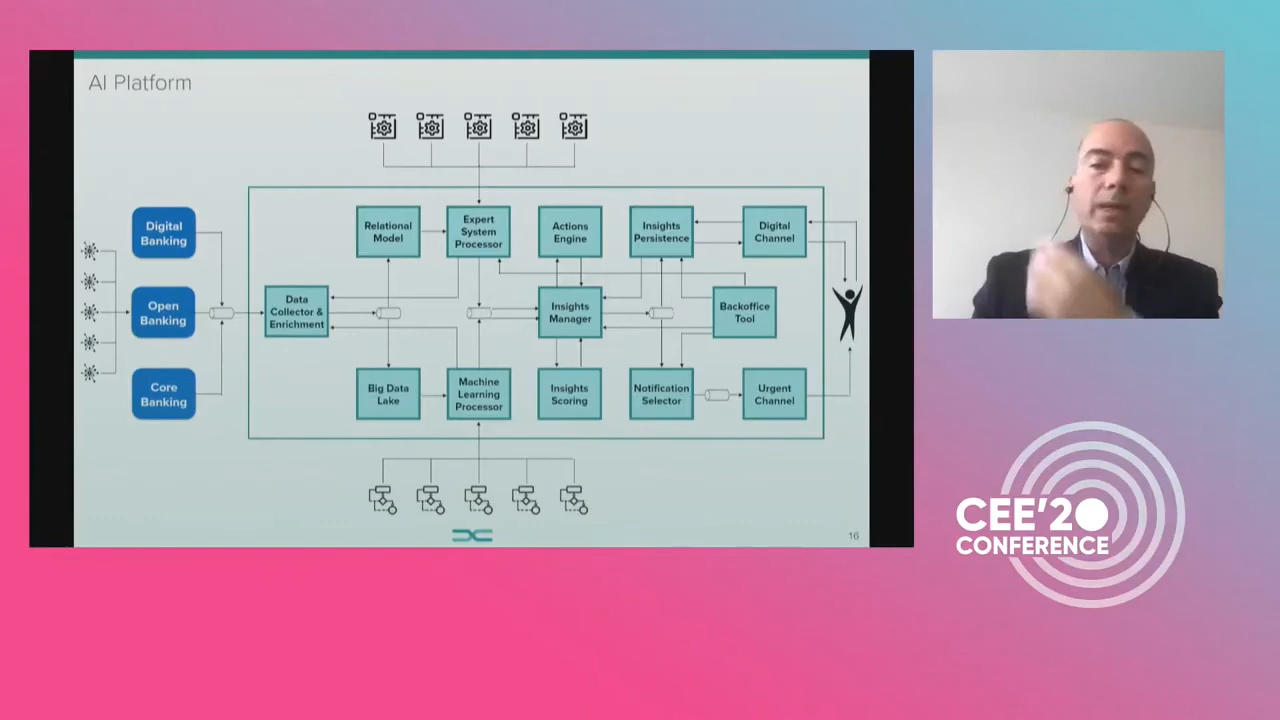 AI Platform
Digital
Banking
Open
Banking
Core
Banking
Data
Collector &
Enrichment
Relational
Model
Expert
System
Processor
Actions
Engine
Insights
Persistence
Digital
Channel
Insights
Manager
Backoffice
Tool
Big Data
Lake
Machine
Learning
Processor
Insights
Scoring
Notification
Selector
Urgent
Channel
16
CEE'20
CONFERENCE